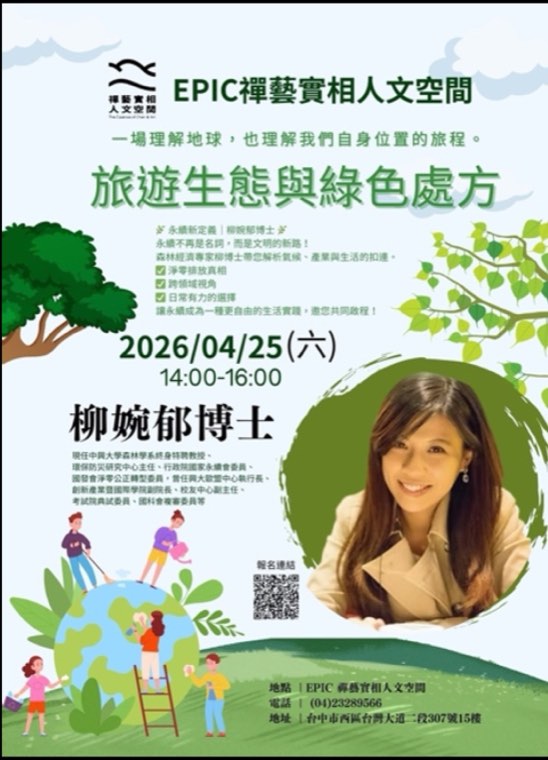 禪藝實相
人文空間
EPIC禪藝實相人文空間
一場理解地球，也理解我們自身位置的旅程。
旅遊生態與綠色處方
永續新定義｜柳婉郁博士
永續不再是名詞，而是文明的新路！
森林經濟專家柳博士帶您解析氣候、產業與生活的扣連。
✅ 淨零排放真相
✅ 跨領域視角
✅ 日常有力的選擇
讓永續成為一種更自由的生活實踐，邀您共同啟程！
2026/04/25(六)
14:00-16:00
柳婉郁博士
現任中興大學森林學系終身特聘教授、
環保防災研究中心主任、行政院國家永續會委員、
國發會淨零公正轉型委員，曾任興大歐盟中心執行長、
創新產業暨國際學院副院長、校友中心副主任、
考試院典試委員、國科會複審委員等
報名連結
地點 ｜EPIC 禪藝實相人文空間
電話 ｜ (04)23289566
地址 ｜台中市西區台灣大道二段307號15樓